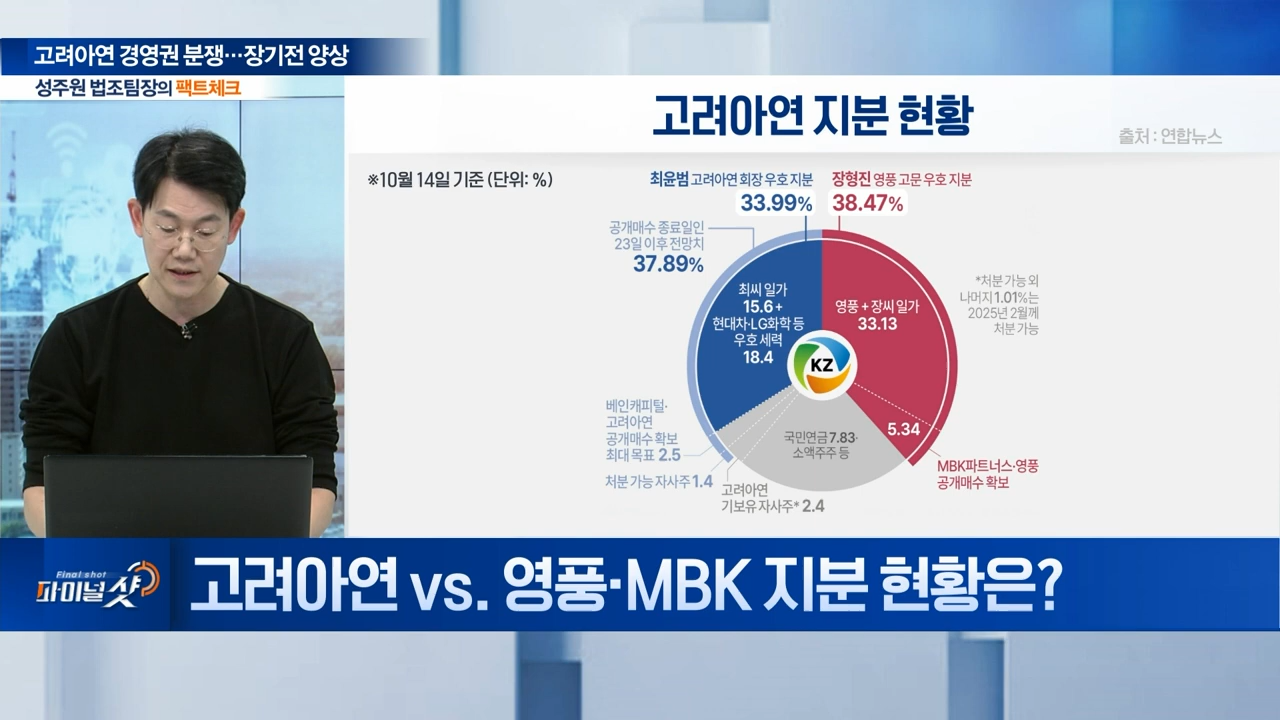 고려아연 경영권 분쟁…장기전 양상
성주원 법조팀장의 팩트체크
고려아연 지분 현황
출처 : 연합뉴스
※10월 14일 기준 (단위: %)
최윤범 고려아연 회장 우호 지분
33.99%
장형진 영풍 고문 우호 지분
38.47%
공개매수 종료일인
23일 이후 전망치
37.89%
최씨 일가
15.6 +
현대차·LG화학 등
우호 세력
18.4
영풍 + 장씨 일가
33.13
*처분 가능 외
나머지 1.01%는
2025년 2월께
처분 가능
KZ
베인캐피털·
고려아연
공개매수 확보
최대 목표 2.5
처분 가능 자사주 1.4
고려아연
기보유 자사주* 2.4
국민연금 7.83·
소액주주 등
5.34
MBK파트너스·영풍
공개매수 확보
Final shot
파이널 샷
고려아연 vs. 영풍·MBK 지분 현황은?